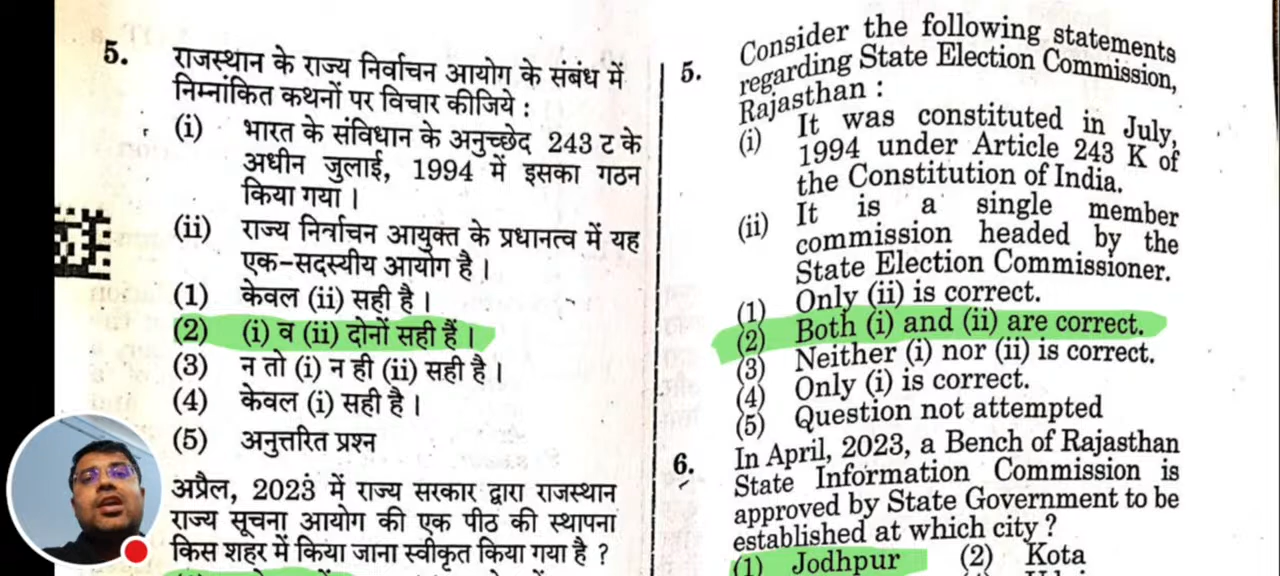 5.
राजस्थान के राज्य निर्वाचन आयोग के संबंध में
निम्नांकित कथनों पर विचार कीजिये :
(i) भारत के संविधान के अनुच्छेद 243 ट के
अधीन जुलाई, 1994 में इसका गठन
किया गया ।
(ii) राज्य निर्वाचन आयुक्त के प्रधानत्व में यह
एक-सदस्यीय आयोग है ।
(1) केवल (ii) सही है ।
(2) (i) व (ii) दोनों सही हैं ।
(3) न तो (i) न ही (ii) सही है ।
(4) केवल (i) सही है ।
(5) अनुत्तरित प्रश्न
अप्रैल, 2023 में राज्य सरकार द्वारा राजस्थान
राज्य सूचना आयोग की एक पीठ की स्थापना
किस शहर में किया जाना स्वीकृत किया गया है ?
5. Consider the following statements
regarding State Election Commission,
Rajasthan :
(i) It was constituted in July,
1994 under Article 243 K of
the Constitution of India.
(ii) It is a single member
commission headed by the
State Election Commissioner.
(1) Only (ii) is correct.
(2) Both (i) and (ii) are correct.
(3) Neither (i) nor (ii) is correct.
(4) Only (i) is correct.
(5) Question not attempted
6. In April, 2023, a Bench of Rajasthan
State Information Commission is
approved by State Government to be
established at which city ?
(1) Jodhpur (2) Kota